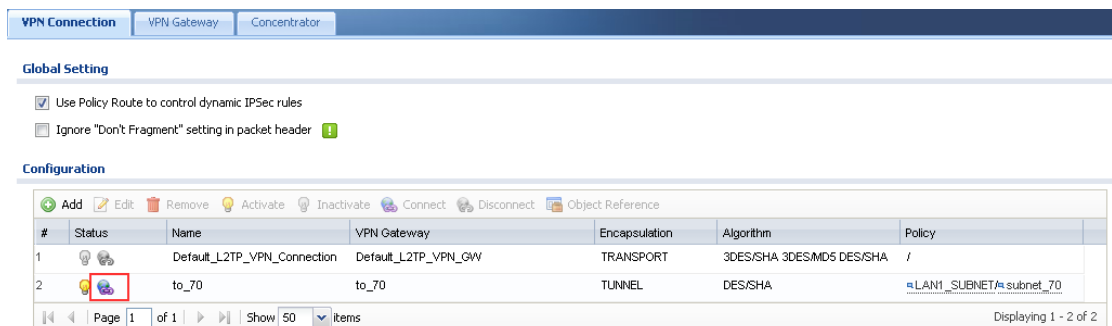 VPN Connection VPN Gateway Concentrator
Global Setting
Use Policy Route to control dynamic IPSec rules
Ignore "Don't Fragment" setting in packet header
Configuration
Add Edit Remove Activate Inactivate Connect Disconnect Object Reference
# Status Name VPN Gateway Encapsulation Algorithm Policy
1 Default_L2TP_VPN_Connection Default_L2TP_VPN_GW TRANSPORT 3DES/SHA 3DES/MD5 DES/SHA /
2 to_70 to_70 TUNNEL DES/SHA LAN1_SUBNET/subnet_70
Page 1 of 1 Show 50 items Displaying 1 - 2 of 2